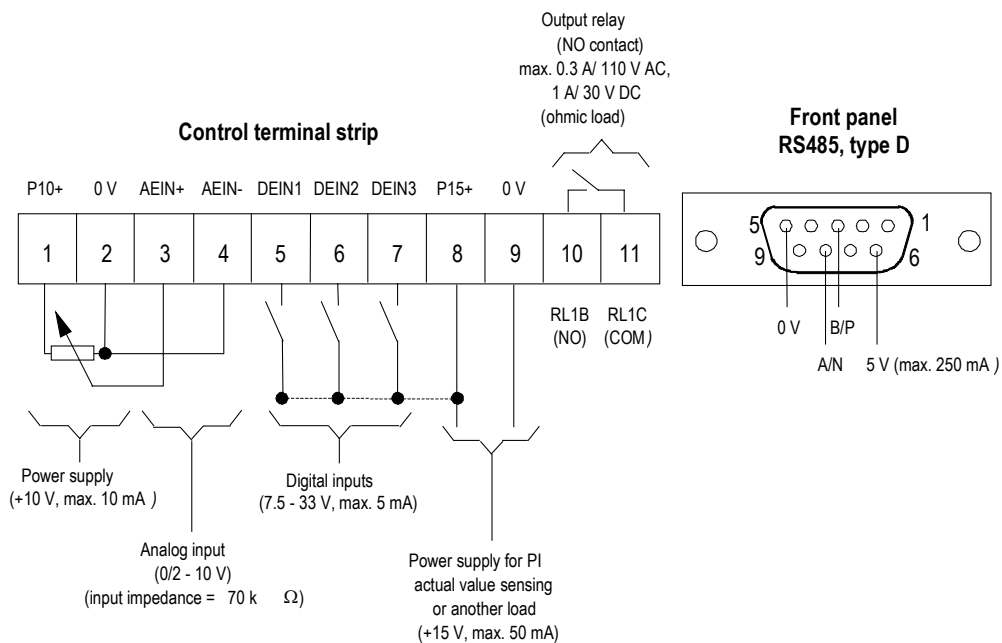 Output relay
(NO contact)
max. 0.3 A/ 110 V AC,
1 A/ 30 V DC
(ohmic load)
Control terminal strip
Front panel
RS485, type D
P10+ 0 V AEIN+ AEIN- DEIN1 DEIN2 DEIN3 P15+ 0 V
1 2 3 4 5 6 7 8 9 10 11
5 1
9 6
RL1B RL1C
(NO) (COM)
0 V B/P
A/N 5 V (max. 250 mA )
Power supply
(+10 V, max. 10 mA )
Digital inputs
(7.5 - 33 V, max. 5 mA)
Analog input
(0/2 - 10 V)
(input impedance = 70 k Ω)
Power supply for PI
actual value sensing
or another load
(+15 V, max. 50 mA)